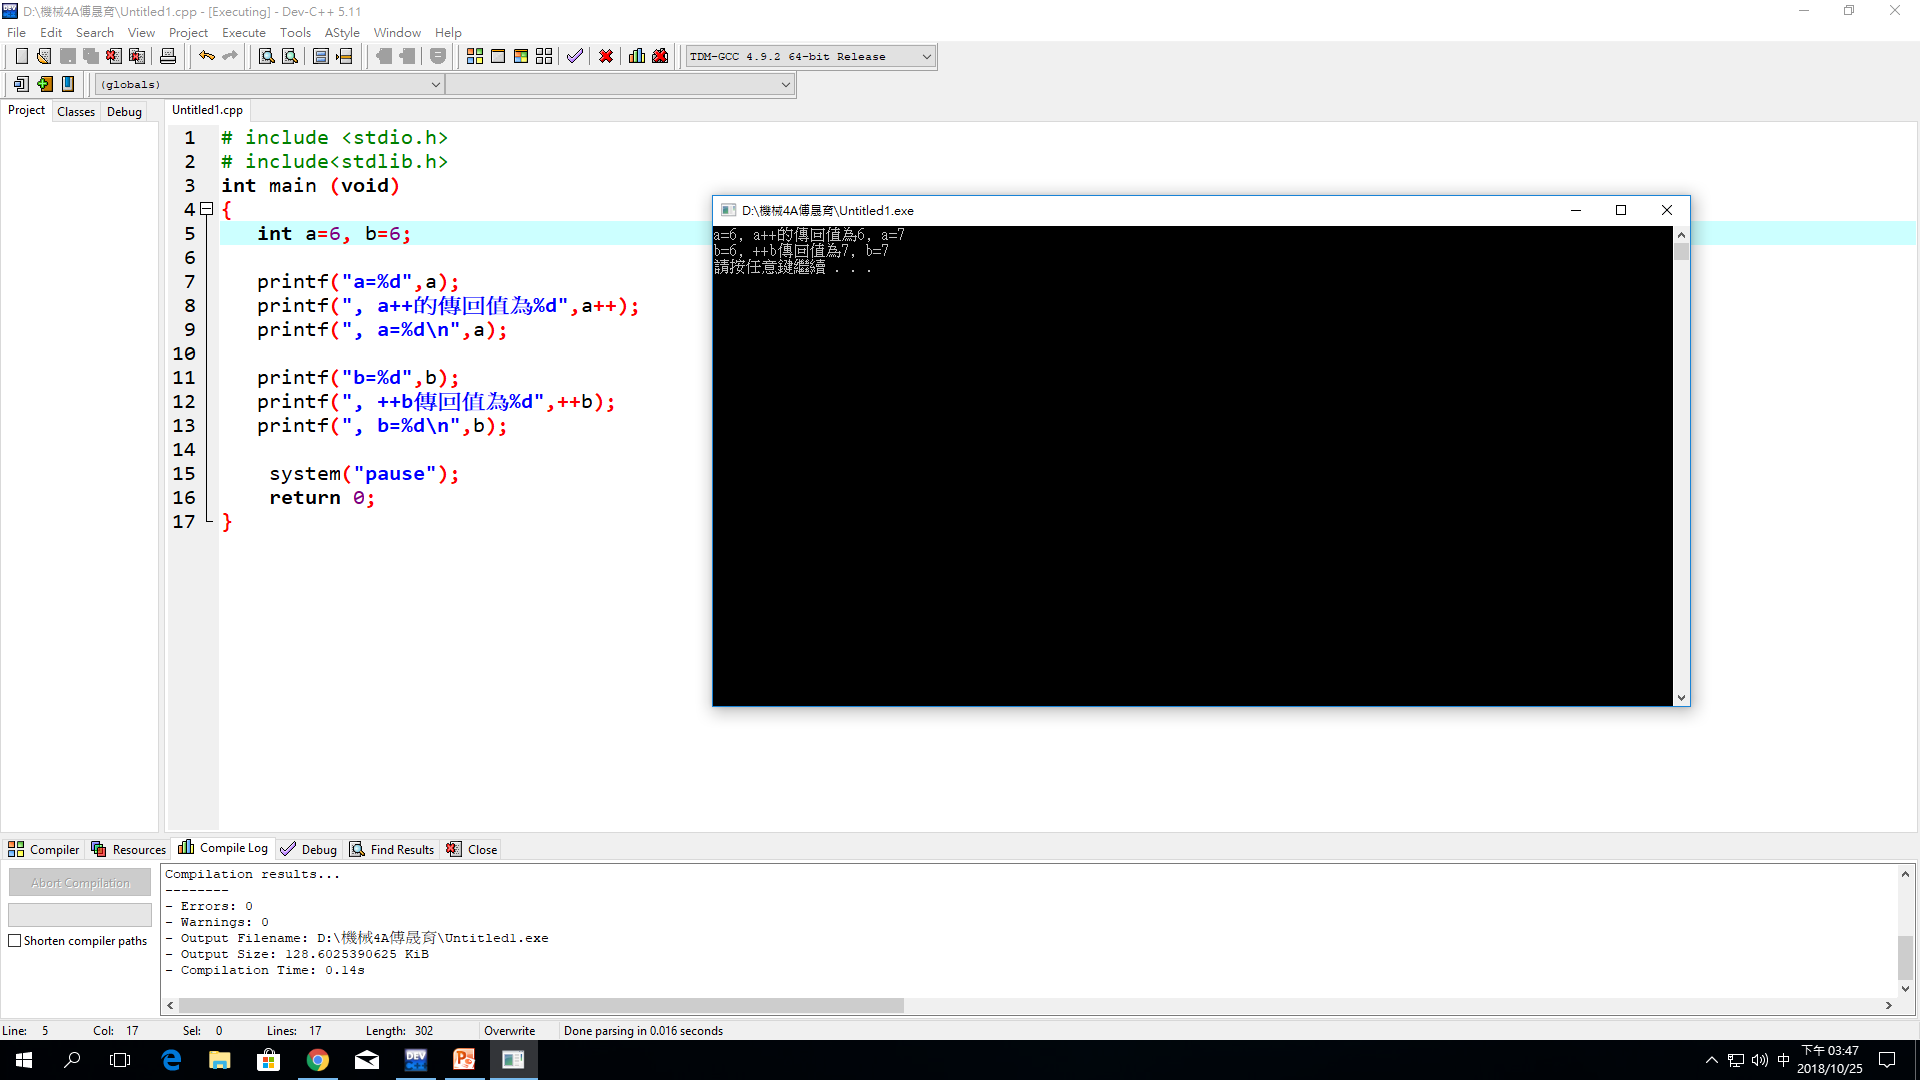 D:\機械4A傅晟育\Untitled1.cpp - [Executing] - Dev-C++ 5.11
File Edit Search View Project Execute Tools AStyle Window Help
TDM-GCC 4.9.2 64-bit Release
(globals)
Project Classes Debug
Untitled1.cpp
1 # include <stdio.h>
2 # include<stdlib.h>
3 int main (void)
4 {
5 int a=6, b=6;
6
7 printf("a=%d",a);
8 printf(", a++的傳回值為%d",a++);
9 printf(", a=%d\n",a);
10
11 printf("b=%d",b);
12 printf(", ++b傳回值為%d",++b);
13 printf(", b=%d\n",b);
14
15 system("pause");
16 return 0;
17 }
D:\機械4A傅晟育\Untitled1.exe
a=6, a++的傳回值為6, a=7
b=6, ++b傳回值為7, b=7
請按任意鍵繼續 . . .
Compiler Resources Compile Log Debug Find Results Close
Abort Compilation
Shorten compiler paths
Compilation results...
--------
- Errors: 0
- Warnings: 0
- Output Filename: D:\機械4A傅晟育\Untitled1.exe
- Output Size: 128.6025390625 KiB
- Compilation Time: 0.14s
Line: 5 Col: 17 Sel: 0 Lines: 17 Length: 302 Overwrite Done parsing in 0.016 seconds
中
下午 03:47
2018/10/25